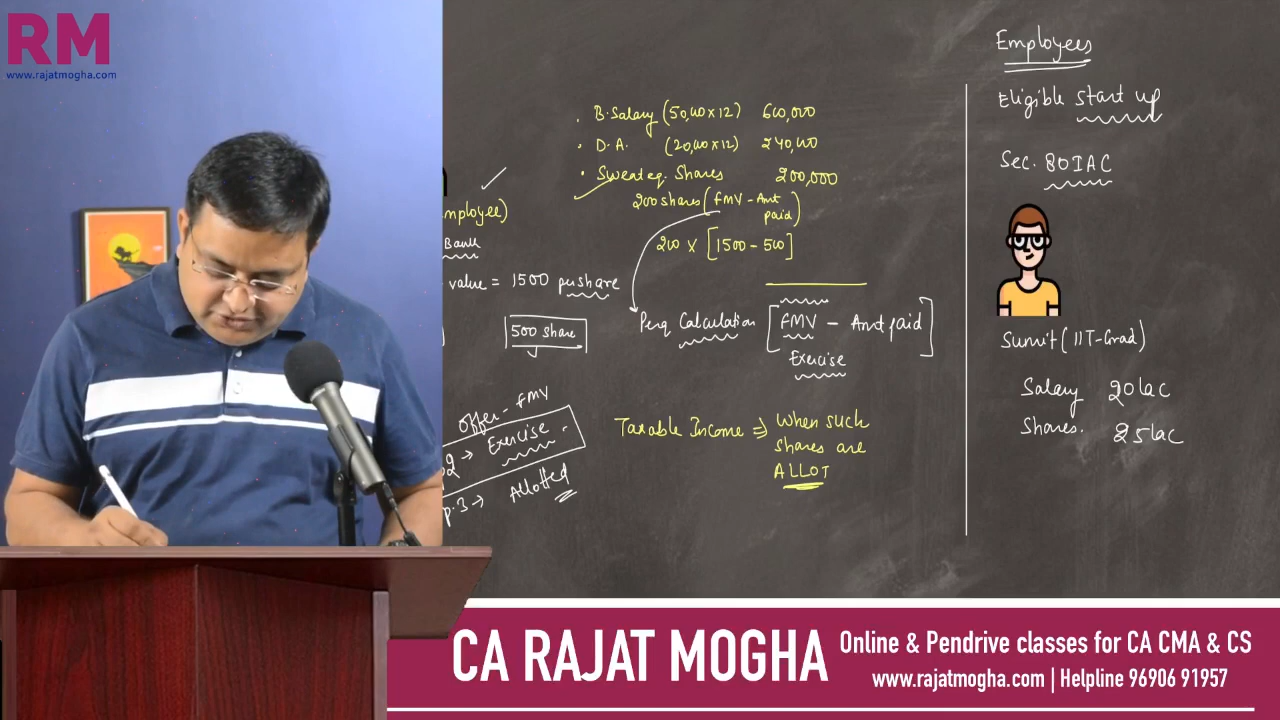 RM
www.rajatmogha.com
B. Salary (50,000 x 12) 600,000
D.A. (20,000 x 12) 240,000
Sweat eq. Shares 200,000
200 shares (FMV - Amt
paid)
200 x [1500 - 500]
mployee)
Bank
value = 1500 per share
500 share
Perq Calculation [FMV - Amt paid]
Exercise
Offer - FMV
2 → Exercise -
p.3 → Allotted
Taxable Income ⇒ When such
shares are
ALLOT
Employees
Eligible Start up
Sec. 80IAC
Sumit (IIT-Grad)
Salary 20lac
Shares. 25lac
CA RAJAT MOGHA
Online & Pendrive classes for CA CMA & CS
www.rajatmogha.com | Helpline 96906 91957